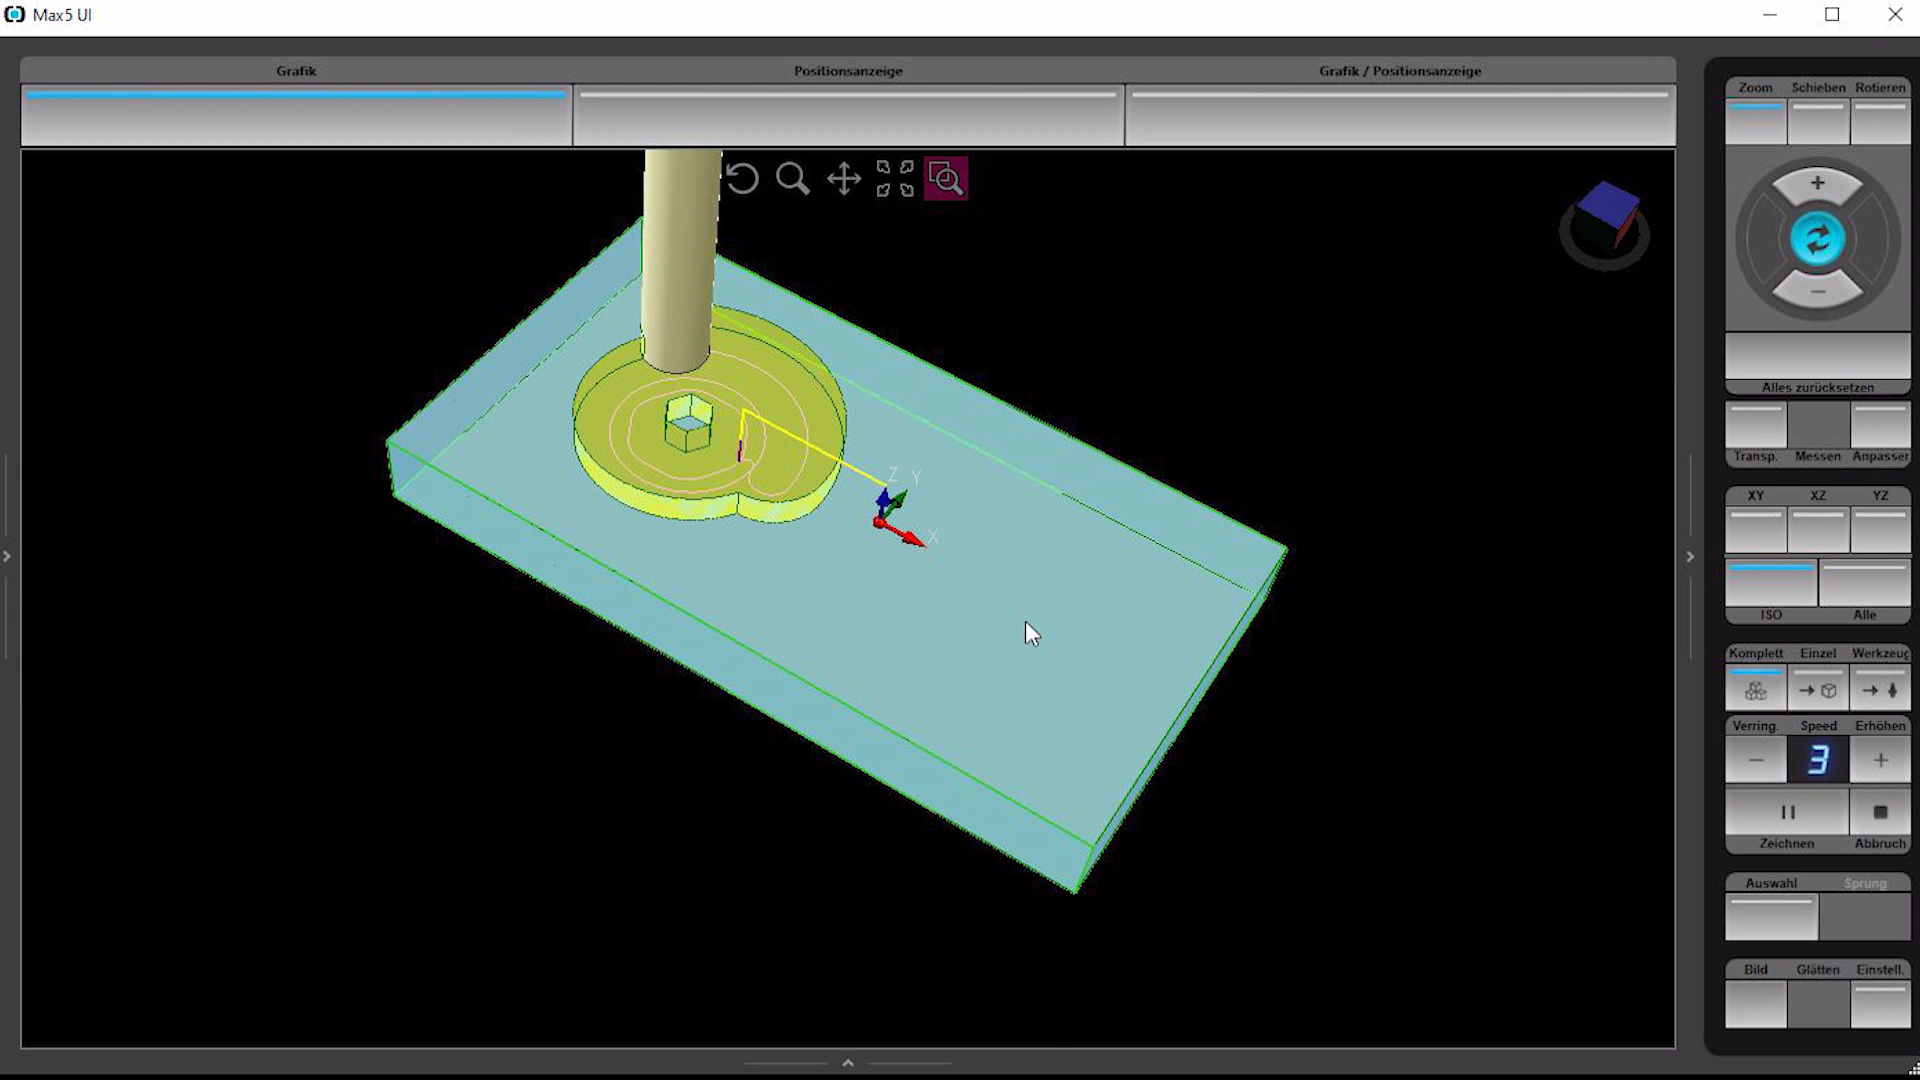 Max5 UI
Grafik
Positionsanzeige
Grafik / Positionsanzeige
Zoom Schieben Rotieren
+
−
Alles zurücksetzen
Transp. Messen Anpasser
XY XZ YZ
ISO Alle
Komplett Einzel Werkzeug
Verring. Speed Erhöhen
− 3 +
Zeichnen Abbruch
Auswahl Sprung
Bild Glätten Einstell.
Z Y
X